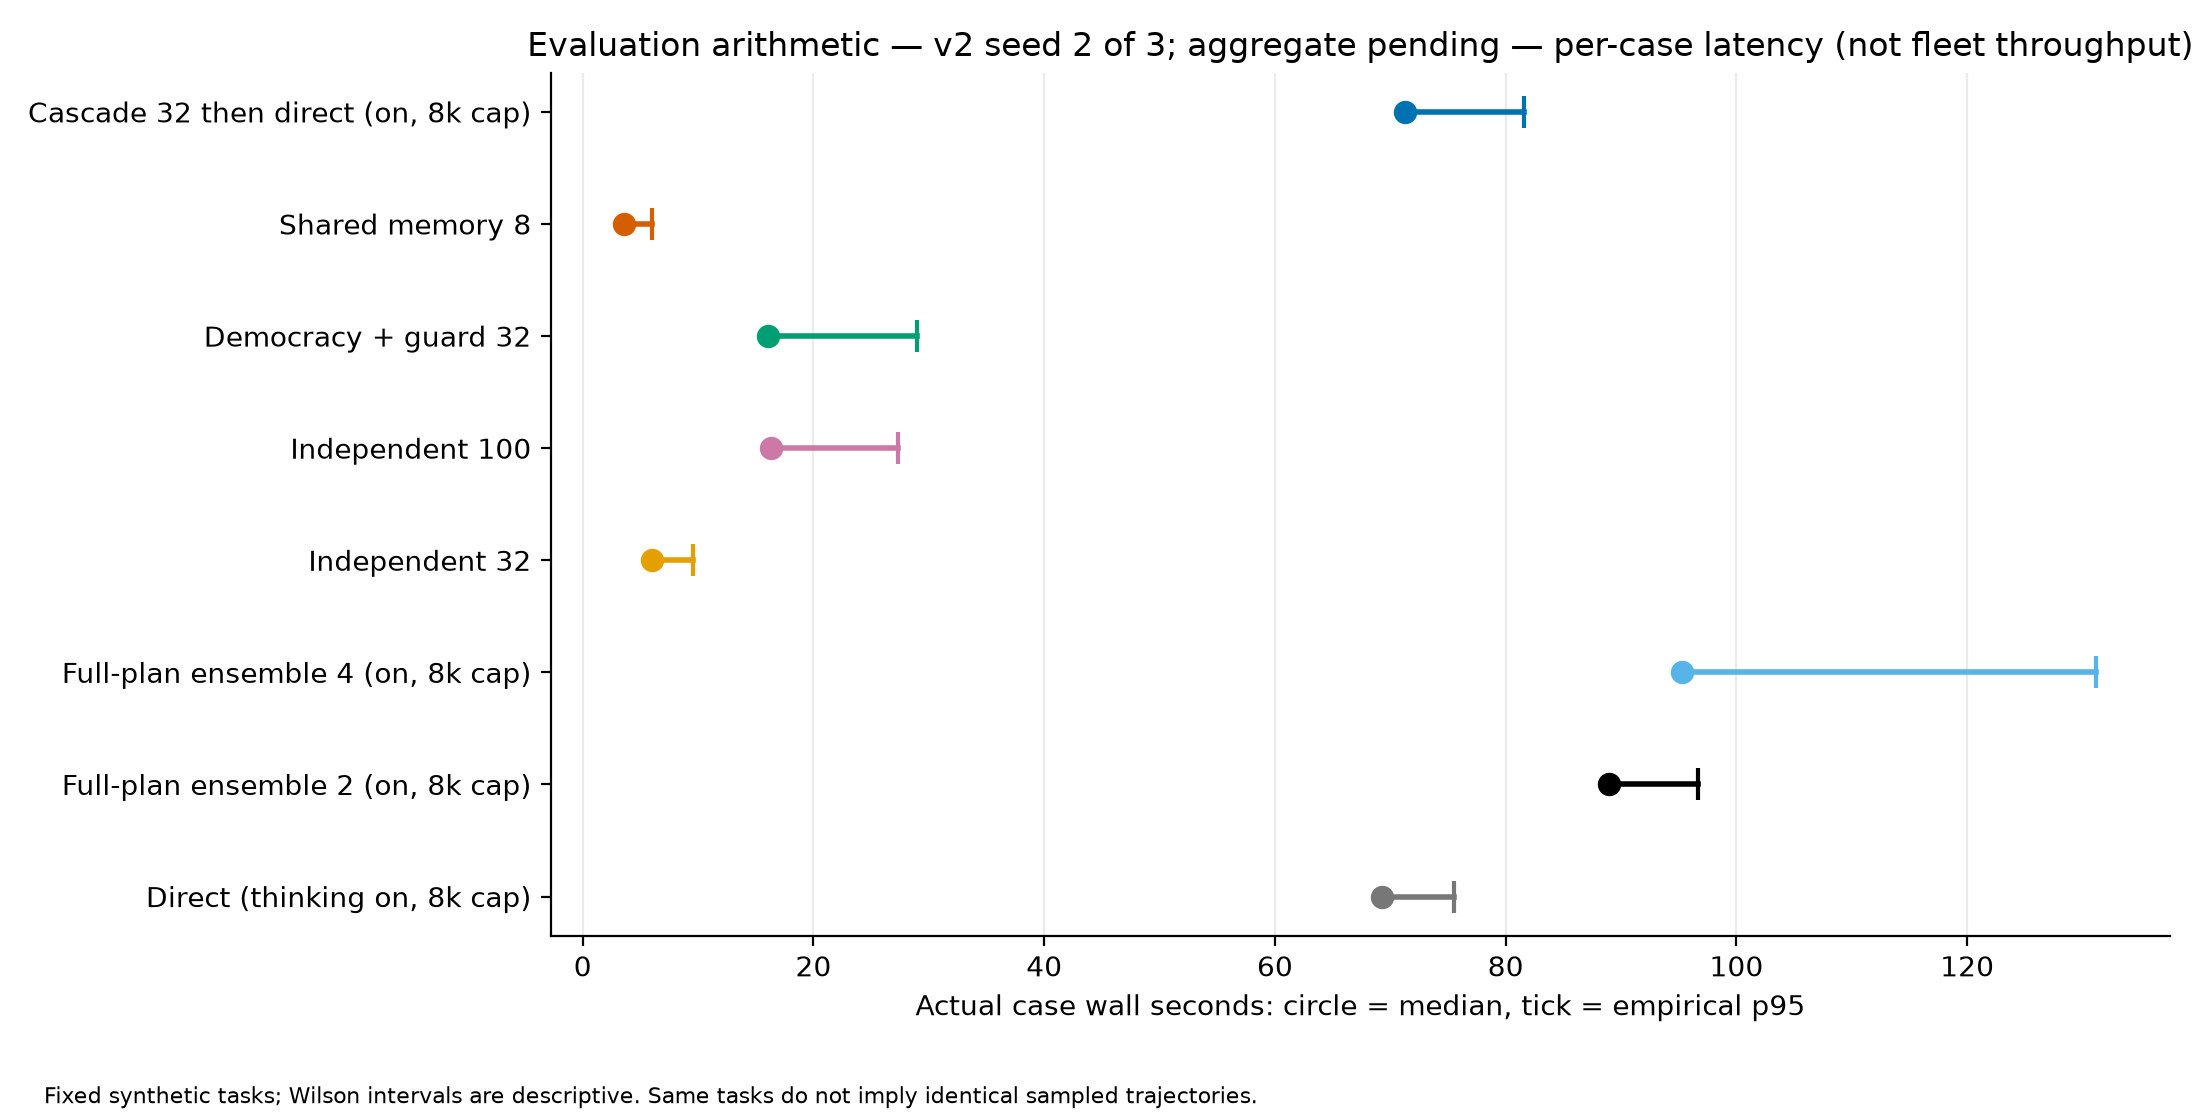 Evaluation arithmetic — v2 seed 2 of 3; aggregate pending — per-case latency (not fleet throughput)
Cascade 32 then direct (on, 8k cap)
Shared memory 8
Democracy + guard 32
Independent 100
Independent 32
Full-plan ensemble 4 (on, 8k cap)
Full-plan ensemble 2 (on, 8k cap)
Direct (thinking on, 8k cap)
0 20 40 60 80 100 120
Actual case wall seconds: circle = median, tick = empirical p95
Fixed synthetic tasks; Wilson intervals are descriptive. Same tasks do not imply identical sampled trajectories.